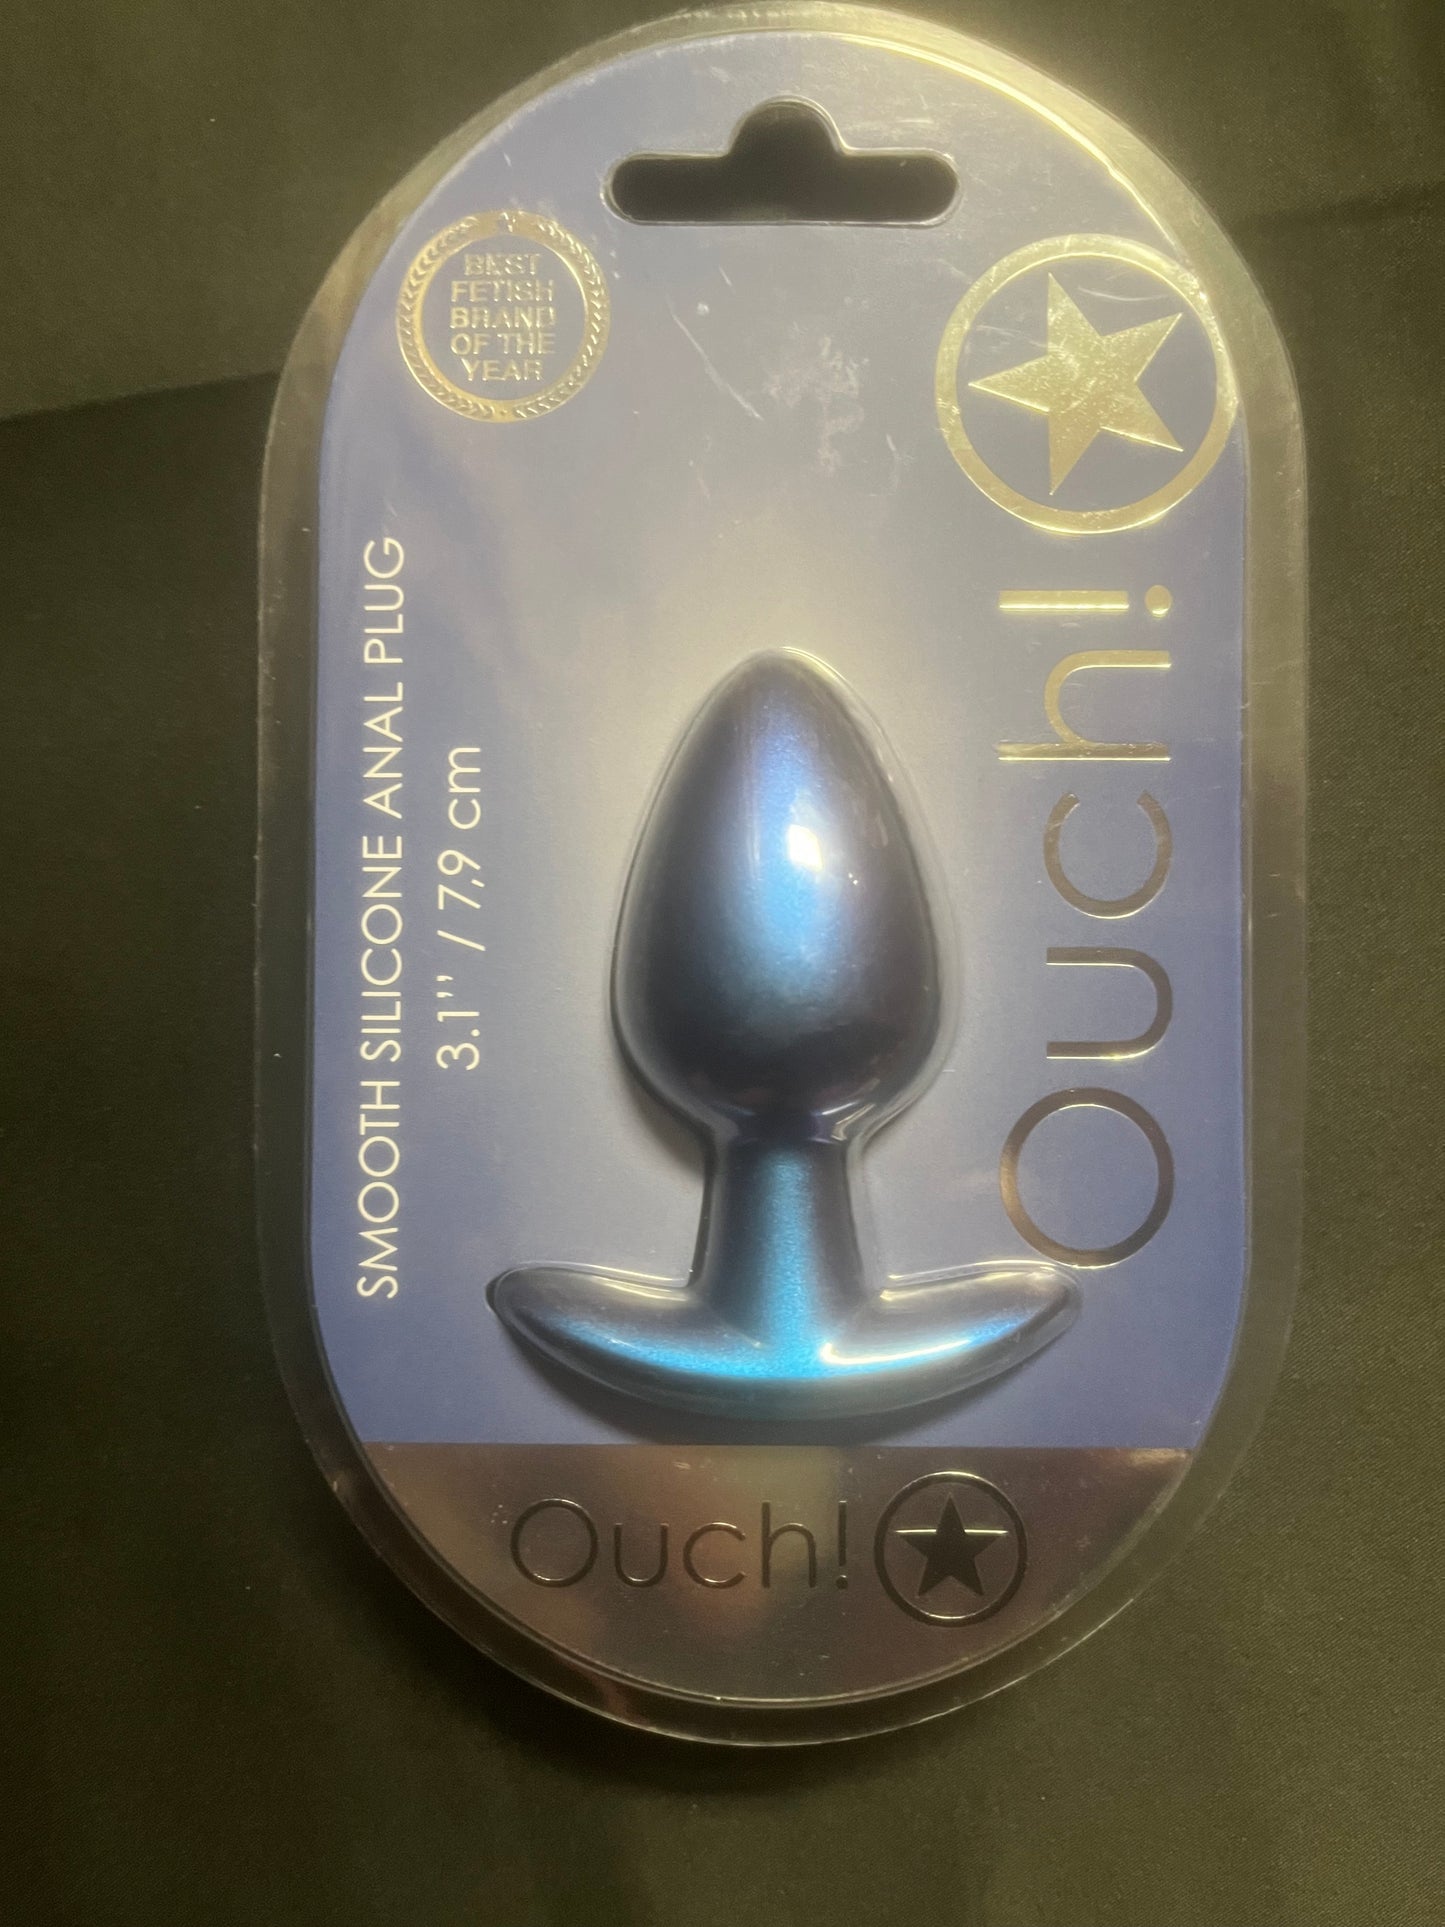 BEST
FETISH
BRAND
OF THE
YEAR
SMOOTH SILICONE ANAL PLUG
3.1'' / 7,9 cm
Ouch!
Ouch!